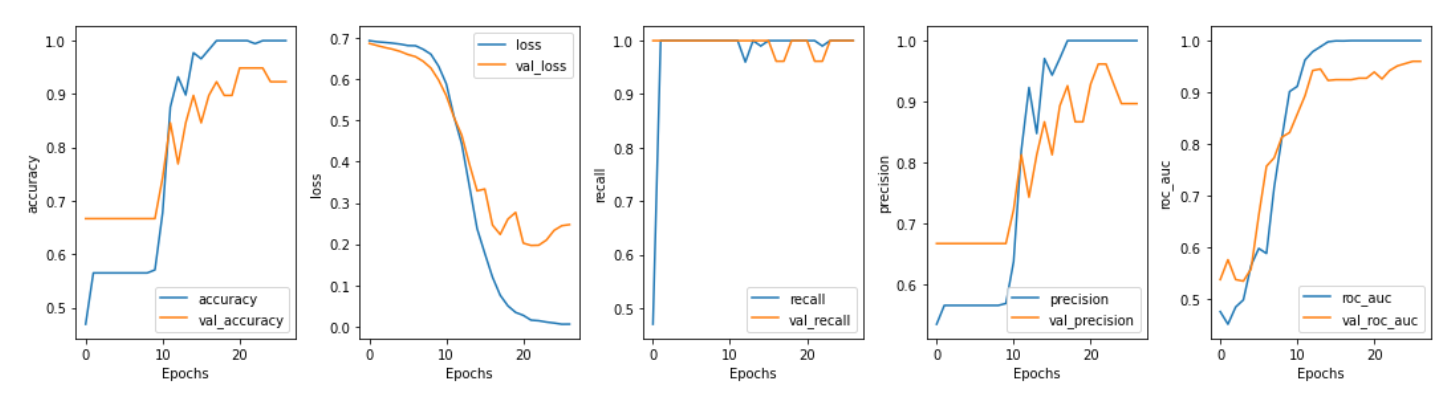 accuracy
1.0
0.9
0.8
0.7
0.6
0.5
accuracy
val_accuracy
0
20
Epochs
loss
0.7
0.6
0.5
0.4
0.3
0.2
0.1
0.0
loss
val_loss
0
10
20
Epochs
recall
1.0
0.9
0.8
0.7
0.6
0.5
recall
val_recall
0
10
20
Epochs
precision
1.0
0.9
0.8
0.7
0.6
precision
val_precision
0
10
20
Epochs
roc_auc
1.0
0.9
0.8
0.7
0.6
0.5
roc_auc
val_roc_auc
0
10
20
Epochs